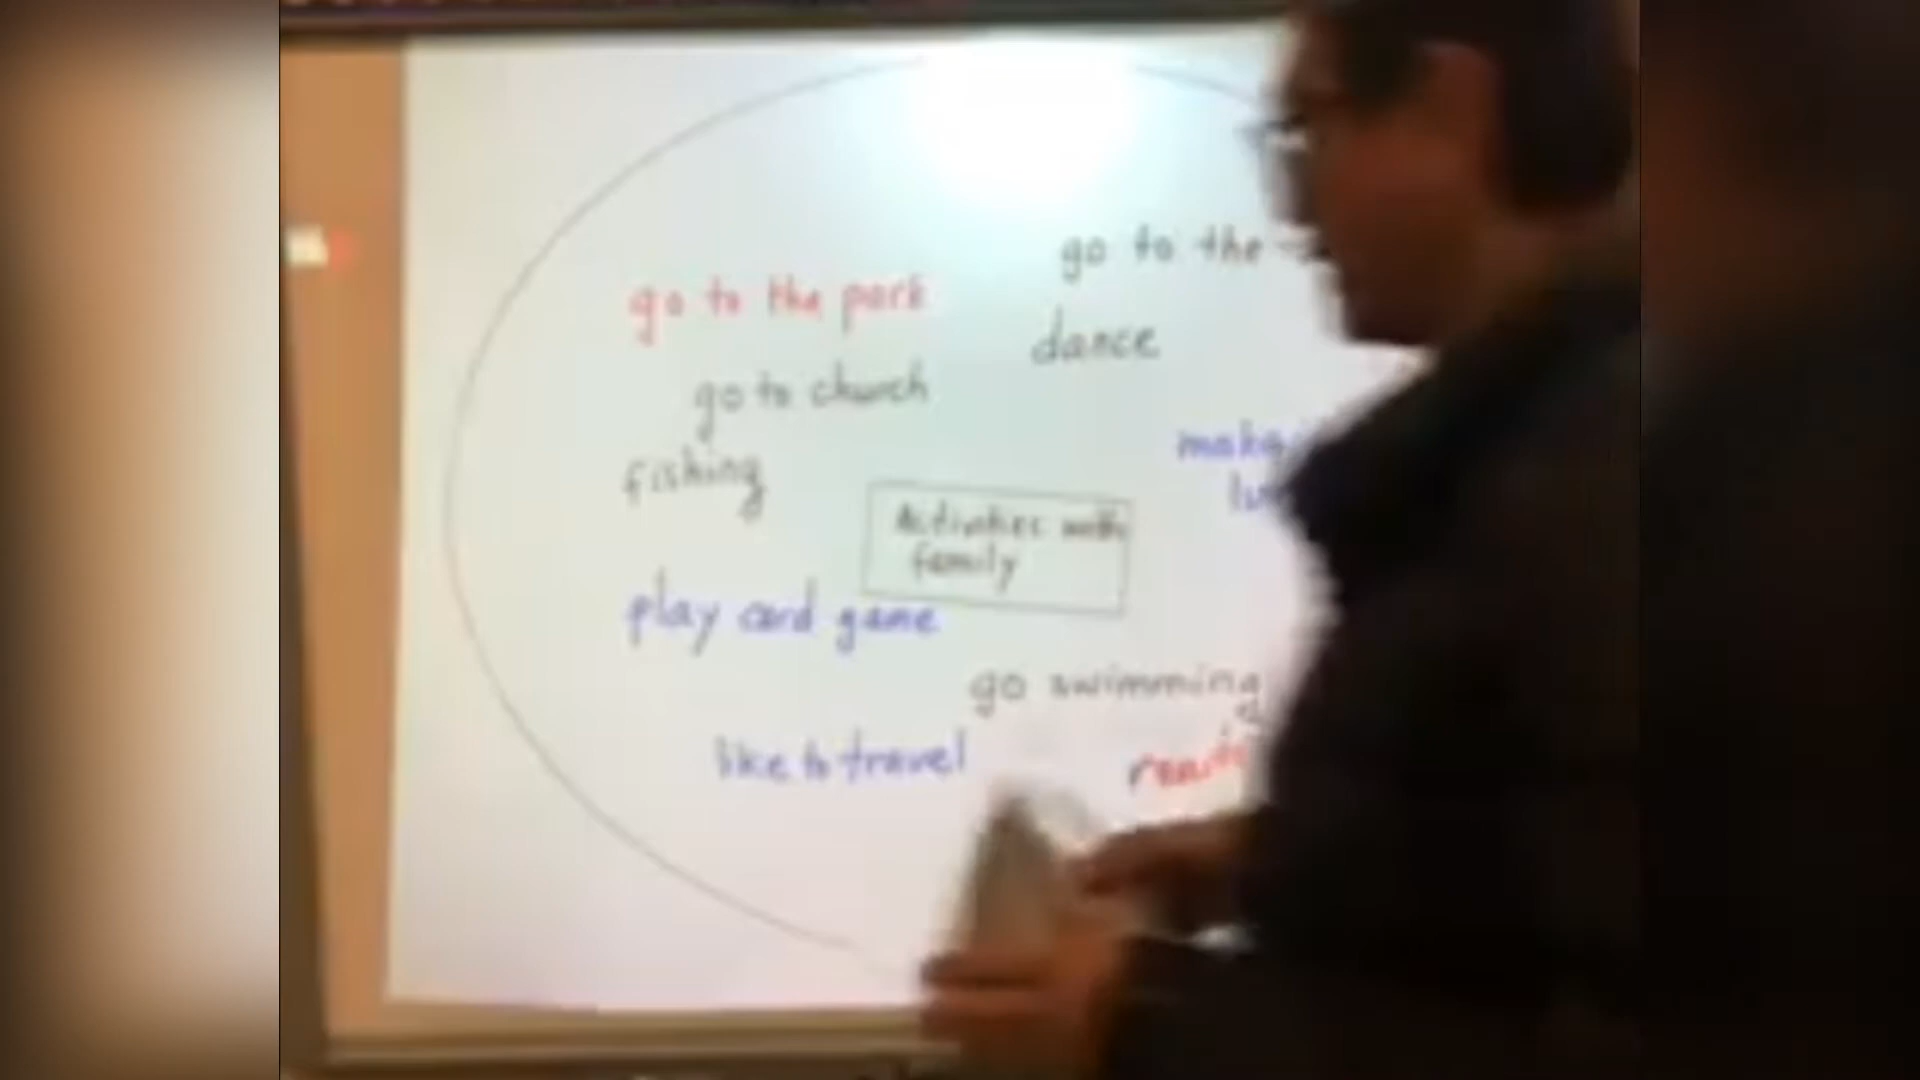 go to the
go to the park
dance
go to church
fishing
Activities with
family
play card game
go swimming
like to travel